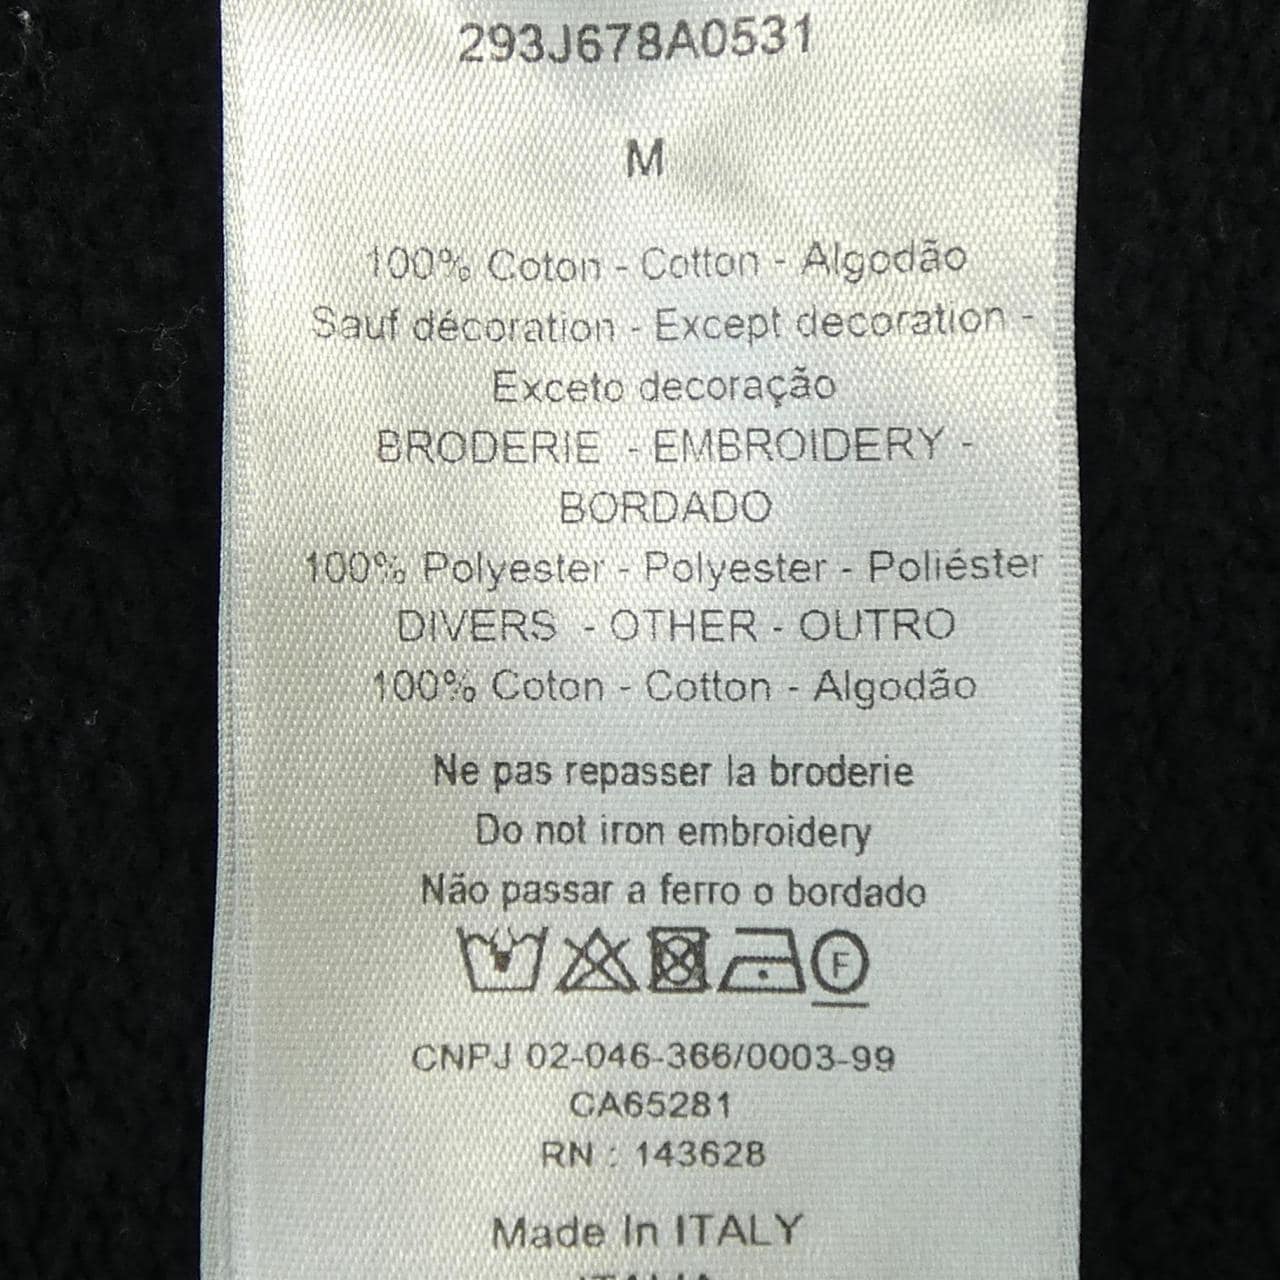 293J678A0531
M
100% Coton - Cotton - Algodão
Sauf décoration - Except decoration -
Exceto decoração
BRODERIE - EMBROIDERY -
BORDADO
100% Polyester - Polyester - Poliéster
DIVERS - OTHER - OUTRO
100% Coton - Cotton - Algodão
Ne pas repasser la broderie
Do not iron embroidery
Não passar a ferro o bordado
F
CNPJ 02-046-366/0003-99
CA65281
RN : 143628
Made In ITALY
ITALIA